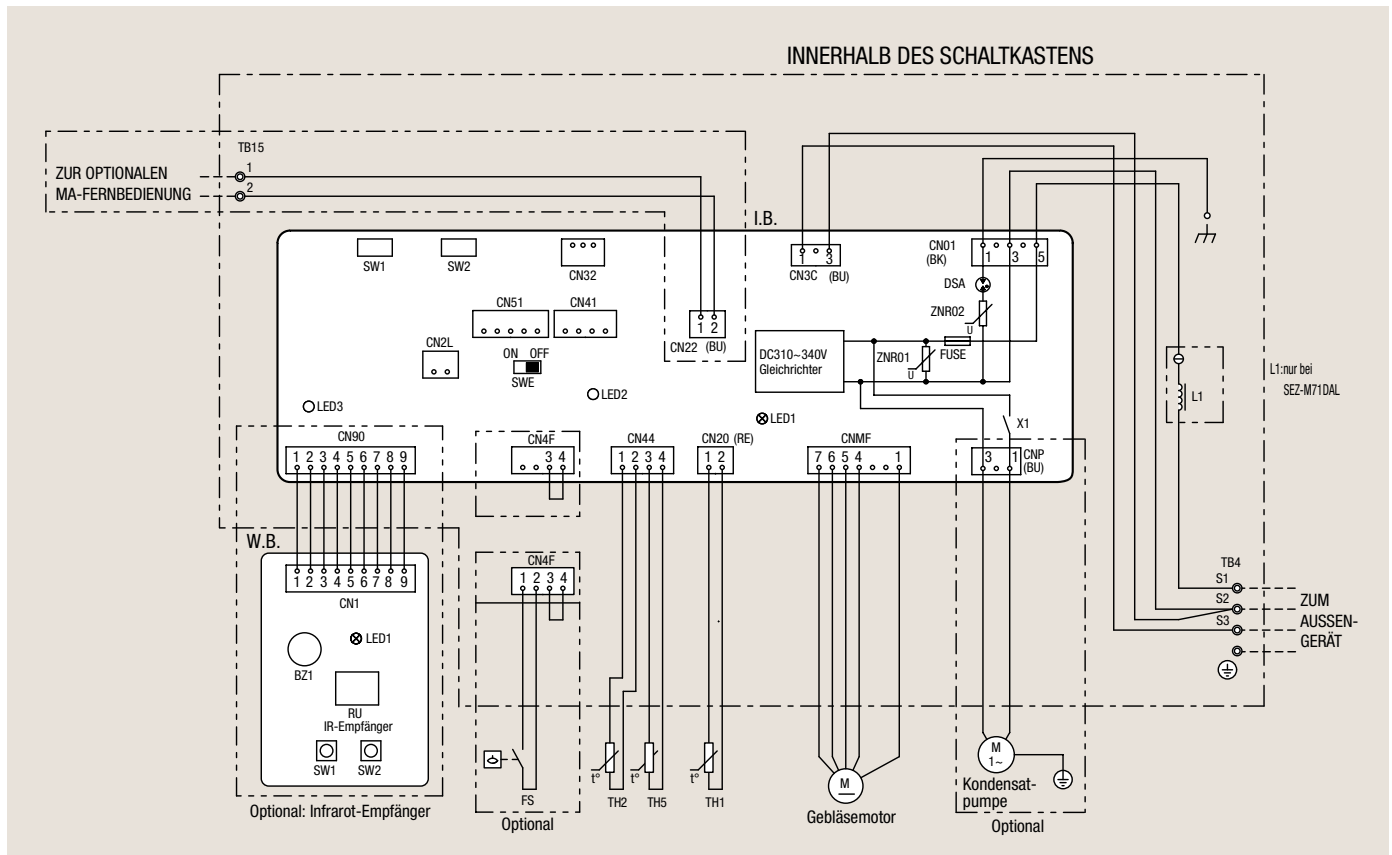 INNERHALB DES SCHALTKASTENS
TB15
ZUR OPTIONALEN
MA-FERNBEDIENUNG
1
2
I.B.
SW1
SW2
CN32
CN51
CN41
CN2L
ON OFF
SWE
1 2
CN22 (BU)
1 3
CN3C (BU)
CN01
(BK)
1 3 5
DSA
ZNR02
U
DC310~340V
Gleichrichter
ZNR01
U
FUSE
L1
L1:nur bei
SEZ-M71DAL
LED3
LED2
LED1
X1
CN90
1 2 3 4 5 6 7 8 9
CN4F
3 4
CN44
1 2 3 4
CN20 (RE)
1 2
CNMF
7 6 5 4 1
3 1
CNP
(BU)
W.B.
1 2 3 4 5 6 7 8 9
CN1
LED1
BZ1
RU
IR-Empfänger
SW1
SW2
Optional: Infrarot-Empfänger
CN4F
1 2 3 4
FS
Optional
t°
TH2
t°
TH5
t°
TH1
M
Gebläsemotor
M
1~
Kondensat-
pumpe
Optional
TB4
S1
S2
S3
ZUM
AUSSEN-
GERÄT